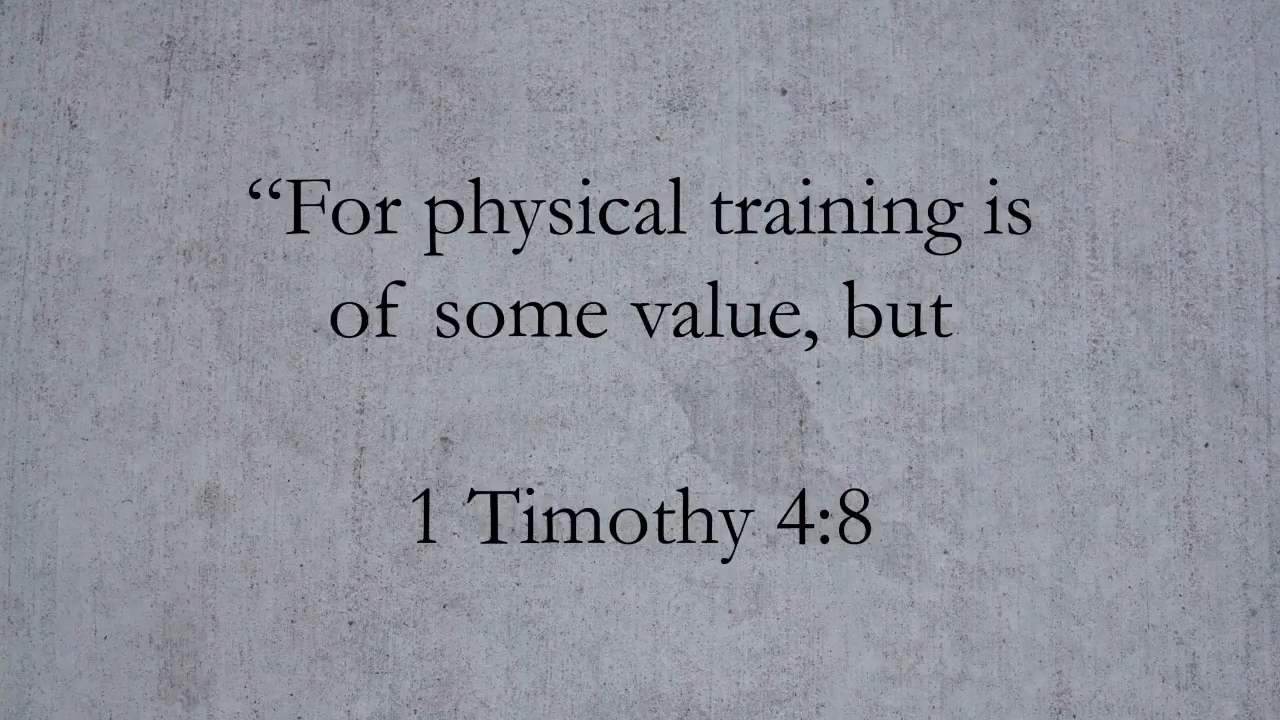 “For physical training is
of some value, but
1 Timothy 4:8